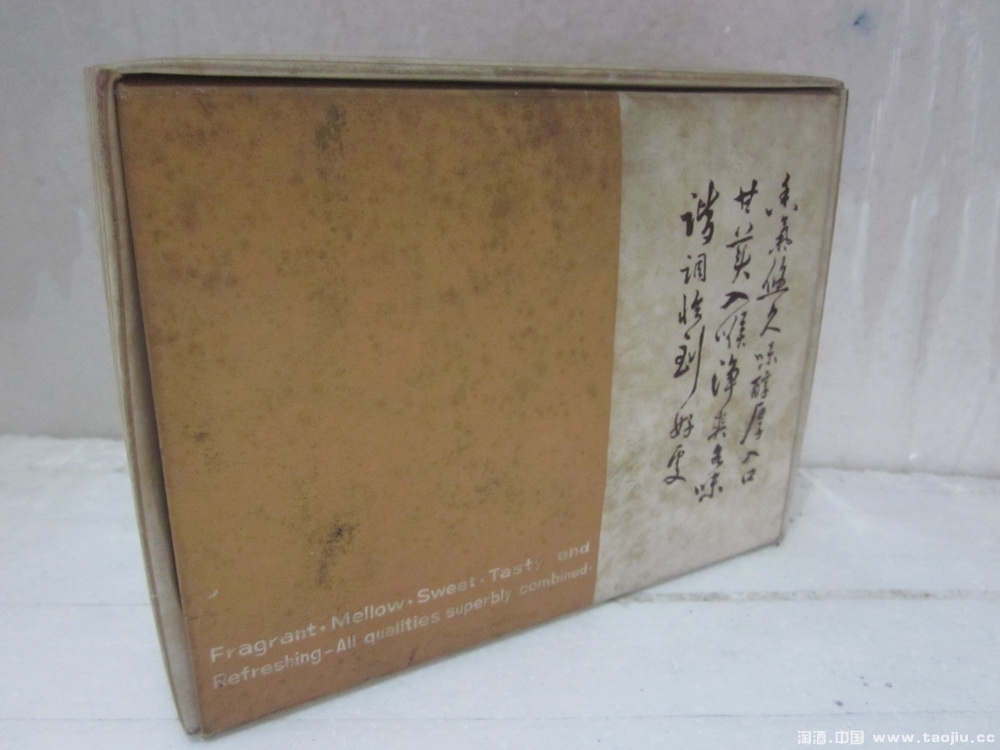 香氣悠久味醇厚入口
甘美入喉淨爽各味
谐调恰到好处
Fragrant·Mellow·Sweet·Tasty and
Refreshing-All qualities superbly combined.
淘酒.中国 www.taojiu.cc